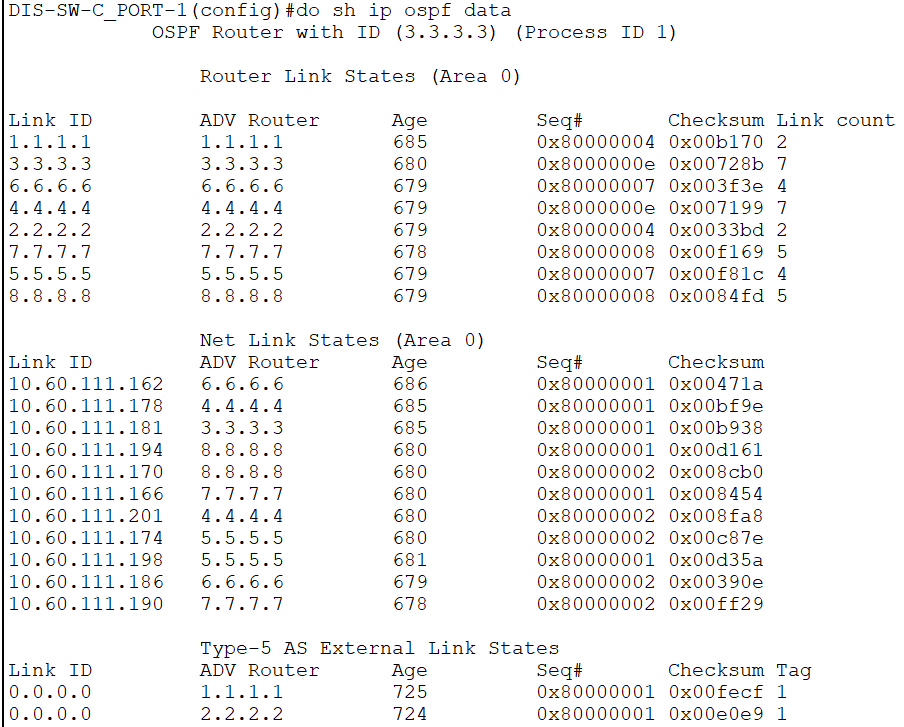 DIS-SW-C_PORT-1(config)#do sh ip ospf data
OSPF Router with ID (3.3.3.3) (Process ID 1)
Router Link States (Area 0)
Link ID ADV Router Age Seq# Checksum Link count
1.1.1.1 1.1.1.1 685 0x80000004 0x00b170 2
3.3.3.3 3.3.3.3 680 0x8000000e 0x00728b 7
6.6.6.6 6.6.6.6 679 0x80000007 0x003f3e 4
4.4.4.4 4.4.4.4 679 0x8000000e 0x007199 7
2.2.2.2 2.2.2.2 679 0x80000004 0x0033bd 2
7.7.7.7 7.7.7.7 678 0x80000008 0x00f169 5
5.5.5.5 5.5.5.5 679 0x80000007 0x00f81c 4
8.8.8.8 8.8.8.8 679 0x80000008 0x0084fd 5
Net Link States (Area 0)
Link ID ADV Router Age Seq# Checksum
10.60.111.162 6.6.6.6 686 0x80000001 0x00471a
10.60.111.178 4.4.4.4 685 0x80000001 0x00bf9e
10.60.111.181 3.3.3.3 685 0x80000001 0x00b938
10.60.111.194 8.8.8.8 680 0x80000001 0x00d161
10.60.111.170 8.8.8.8 680 0x80000002 0x008cb0
10.60.111.166 7.7.7.7 680 0x80000001 0x008454
10.60.111.201 4.4.4.4 680 0x80000002 0x008fa8
10.60.111.174 5.5.5.5 680 0x80000002 0x00c87e
10.60.111.198 5.5.5.5 681 0x80000001 0x00d35a
10.60.111.186 6.6.6.6 679 0x80000002 0x00390e
10.60.111.190 7.7.7.7 678 0x80000002 0x00ff29
Type-5 AS External Link States
Link ID ADV Router Age Seq# Checksum Tag
0.0.0.0 1.1.1.1 725 0x80000001 0x00fecf 1
0.0.0.0 2.2.2.2 724 0x80000001 0x00e0e9 1